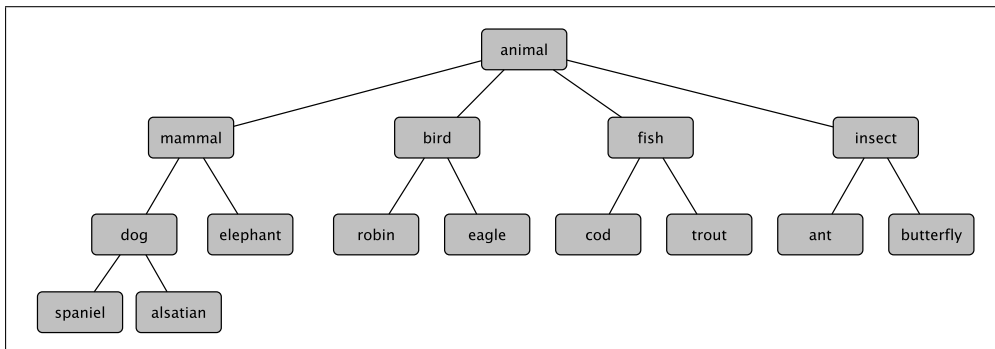 animal
mammal bird fish insect
dog elephant robin eagle cod trout ant butterfly
spaniel alsatian